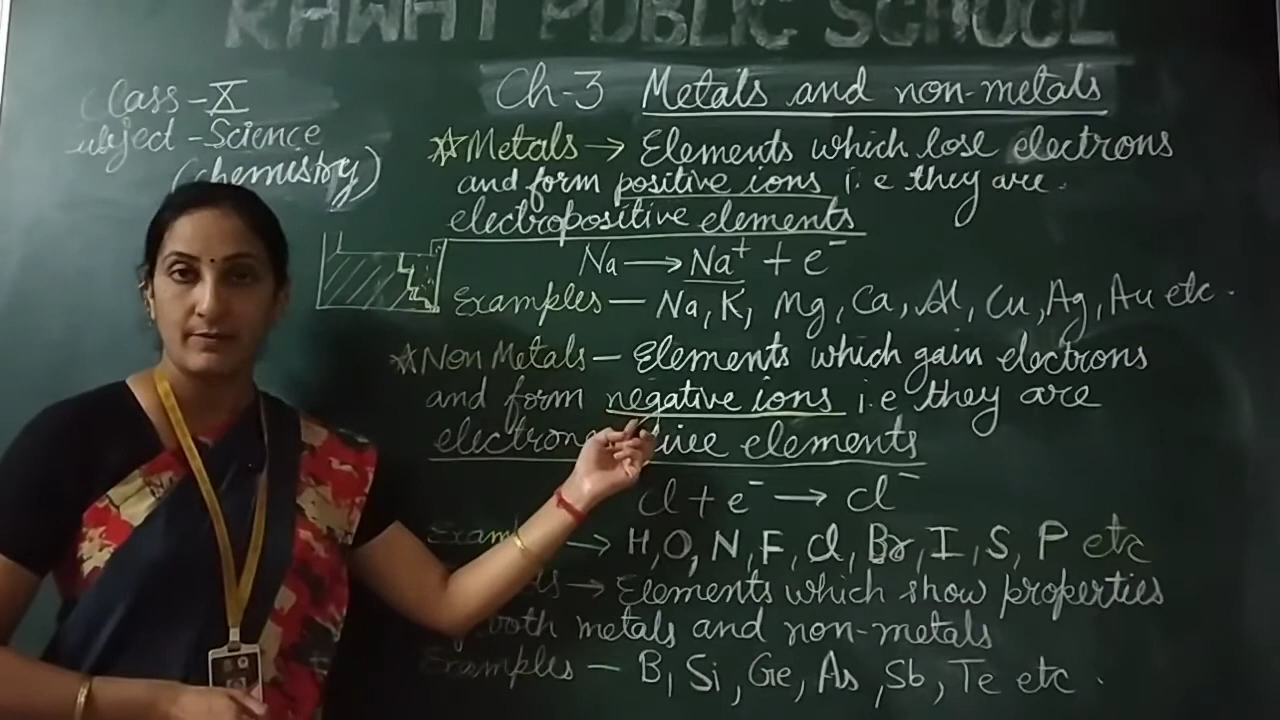 RAWAT PUBLIC SCHOOL
Class - X
Subject - Science
(chemistry)
Ch-3 Metals and non-metals
☆Metals → Elements which lose electrons
and form positive ions i.e they are
electropositive elements
Na → Na⁺ + e⁻
Examples — Na, K, Mg, Ca, Al, Cu, Ag, Au etc.
☆Non Metals — Elements which gain electrons
and form negative ions i.e they are
elements
Cl + e⁻ → Cl⁻
→ H, O, N, F, Cl, Br, I, S, P etc
→ Elements which show properties
both metals and non-metals
Examples — B, Si, Ge, As, Sb, Te etc.